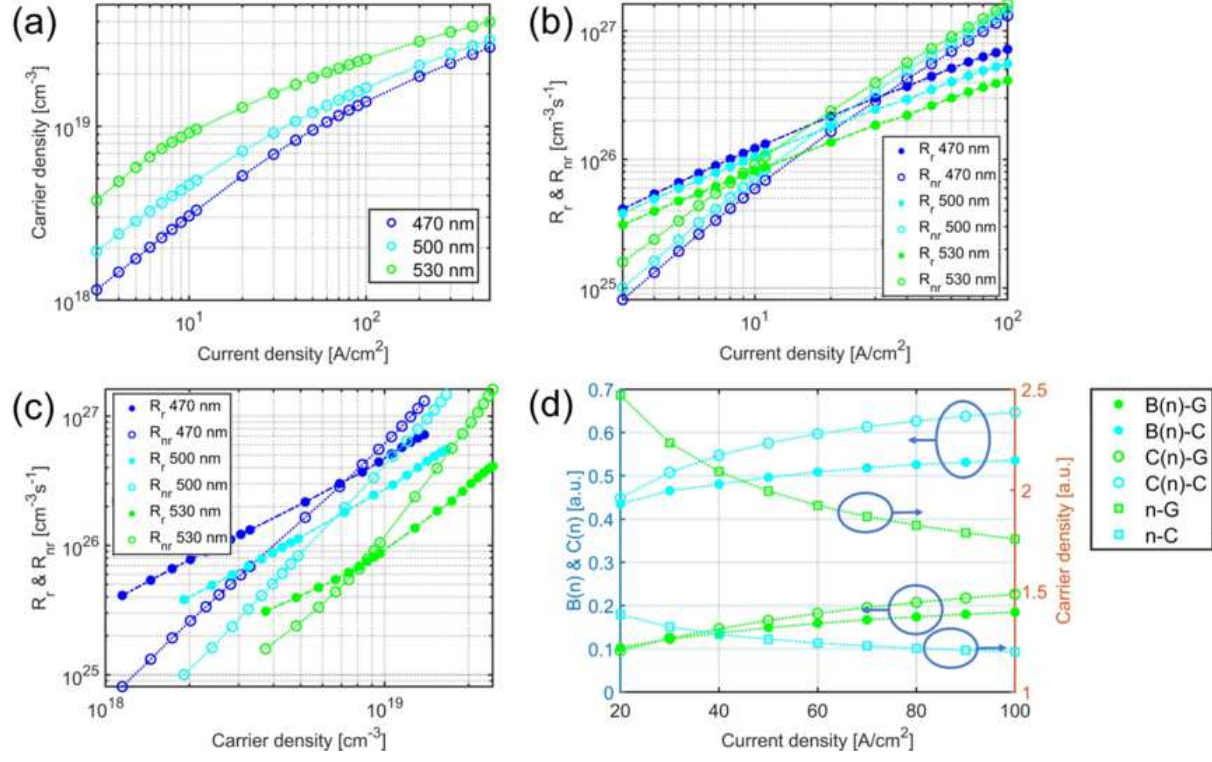 (a)
Carrier density [cm⁻³]
10¹⁹
10¹⁸
10¹
10²
Current density [A/cm²]
470 nm
500 nm
530 nm
(b)
R_r & R_nr [cm⁻³s⁻¹]
10²⁷
10²⁶
10²⁵
10¹
10²
Current density [A/cm²]
R_r 470 nm
R_nr 470 nm
R_r 500 nm
R_nr 500 nm
R_r 530 nm
R_nr 530 nm
(c)
R_r & R_nr [cm⁻³s⁻¹]
10²⁷
10²⁶
10²⁵
10¹⁸
10¹⁹
Carrier density [cm⁻³]
R_r 470 nm
R_nr 470 nm
R_r 500 nm
R_nr 500 nm
R_r 530 nm
R_nr 530 nm
(d)
B(n) & C(n) [a.u.]
0.7
0.6
0.5
0.4
0.3
0.2
0.1
0
20
40
60
80
100
Current density [A/cm²]
2.5
2
1.5
1
Carrier density [a.u.]
B(n)-G
B(n)-C
C(n)-G
C(n)-C
n-G
n-C